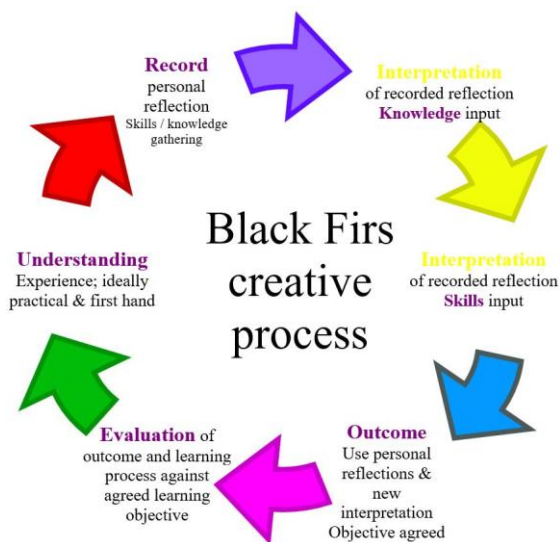 Record
personal
reflection
Skills / knowledge
gathering
Interpretation
of recorded reflection
Knowledge input
Interpretation
of recorded reflection
Skills input
Outcome
Use personal
reflections &
new
interpretation
Objective agreed
Evaluation of
outcome and learning
process against
agreed learning
objective
Understanding
Experience; ideally
practical & first hand
Black Firs
creative
process